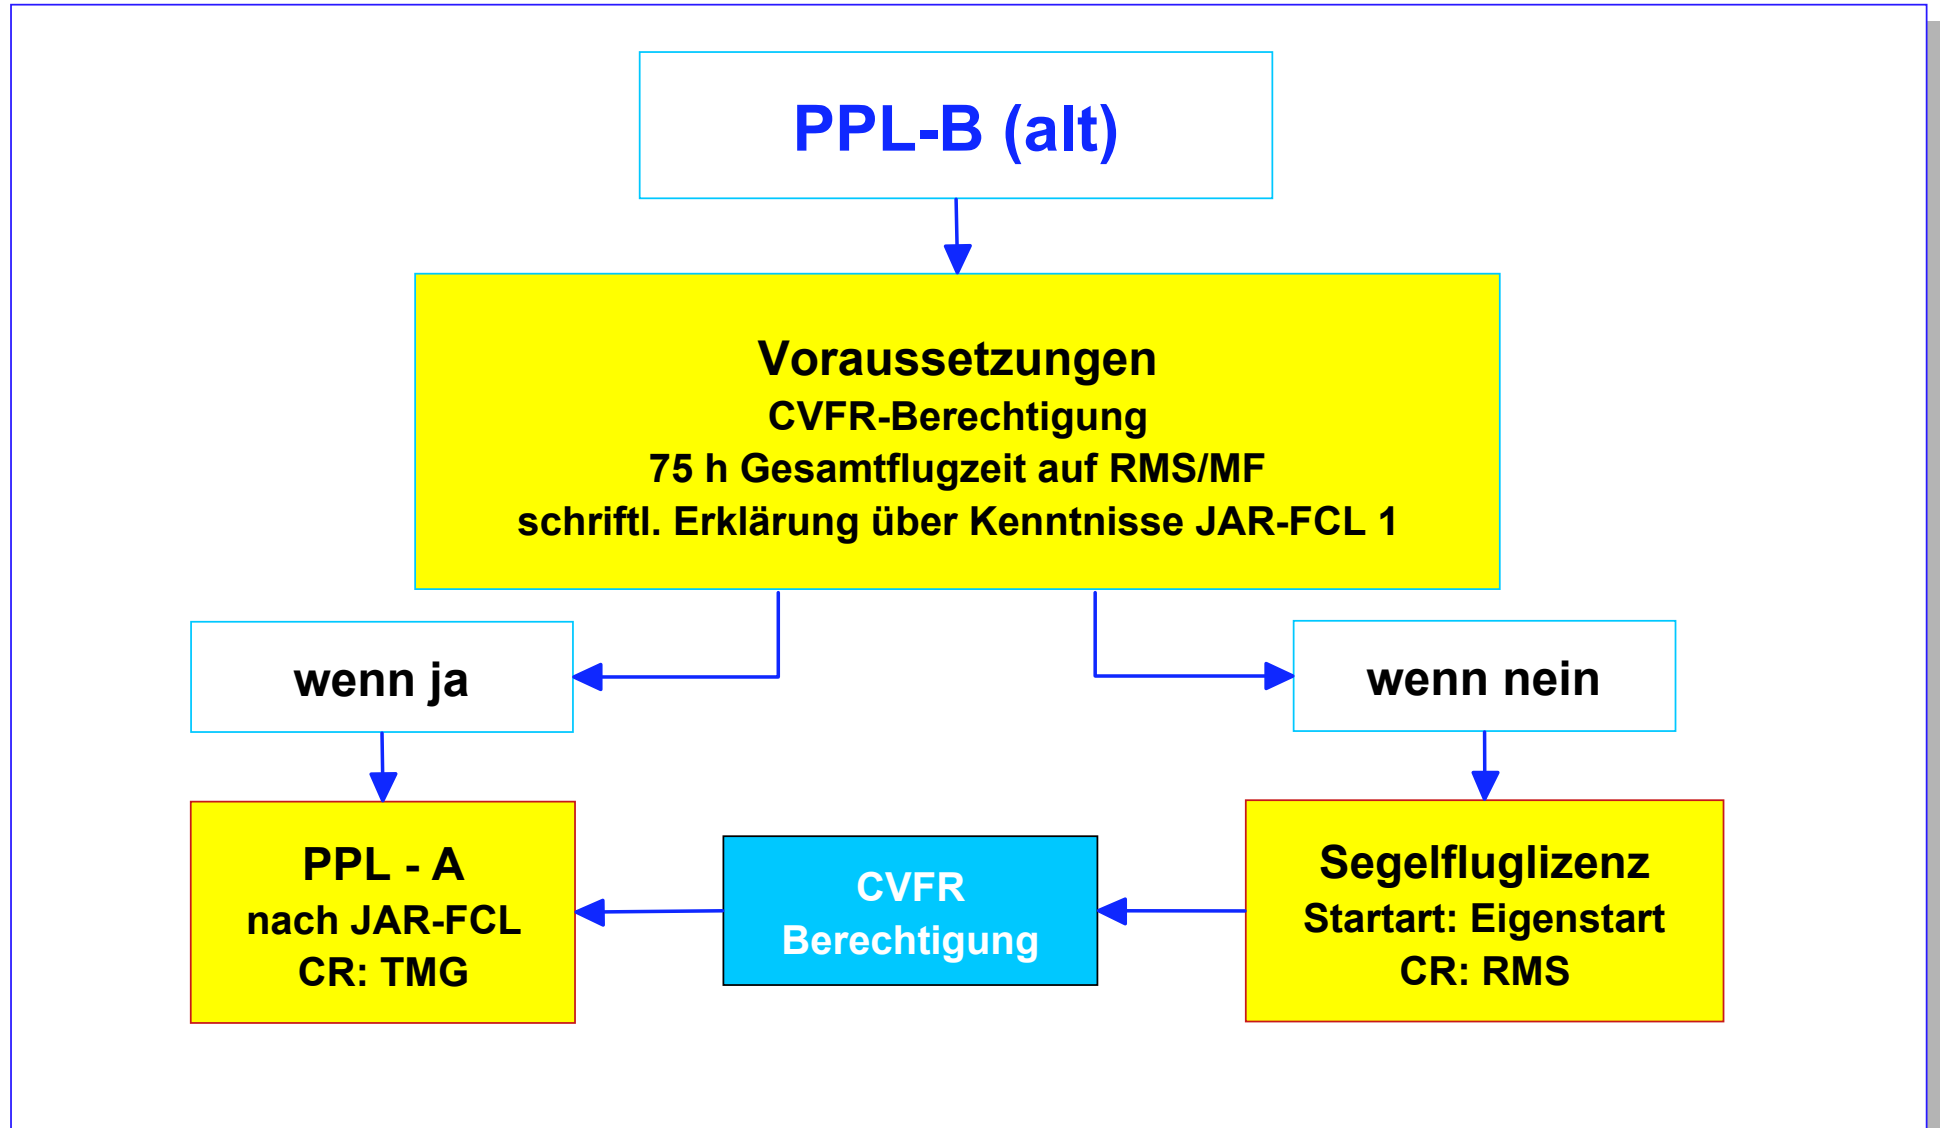 PPL-B (alt)
Voraussetzungen
CVFR-Berechtigung
75 h Gesamtflugzeit auf RMS/MF
schriftl. Erklärung über Kenntnisse JAR-FCL 1
wenn ja
wenn nein
PPL - A
nach JAR-FCL
CR: TMG
CVFR
Berechtigung
Segelfluglizenz
Startart: Eigenstart
CR: RMS